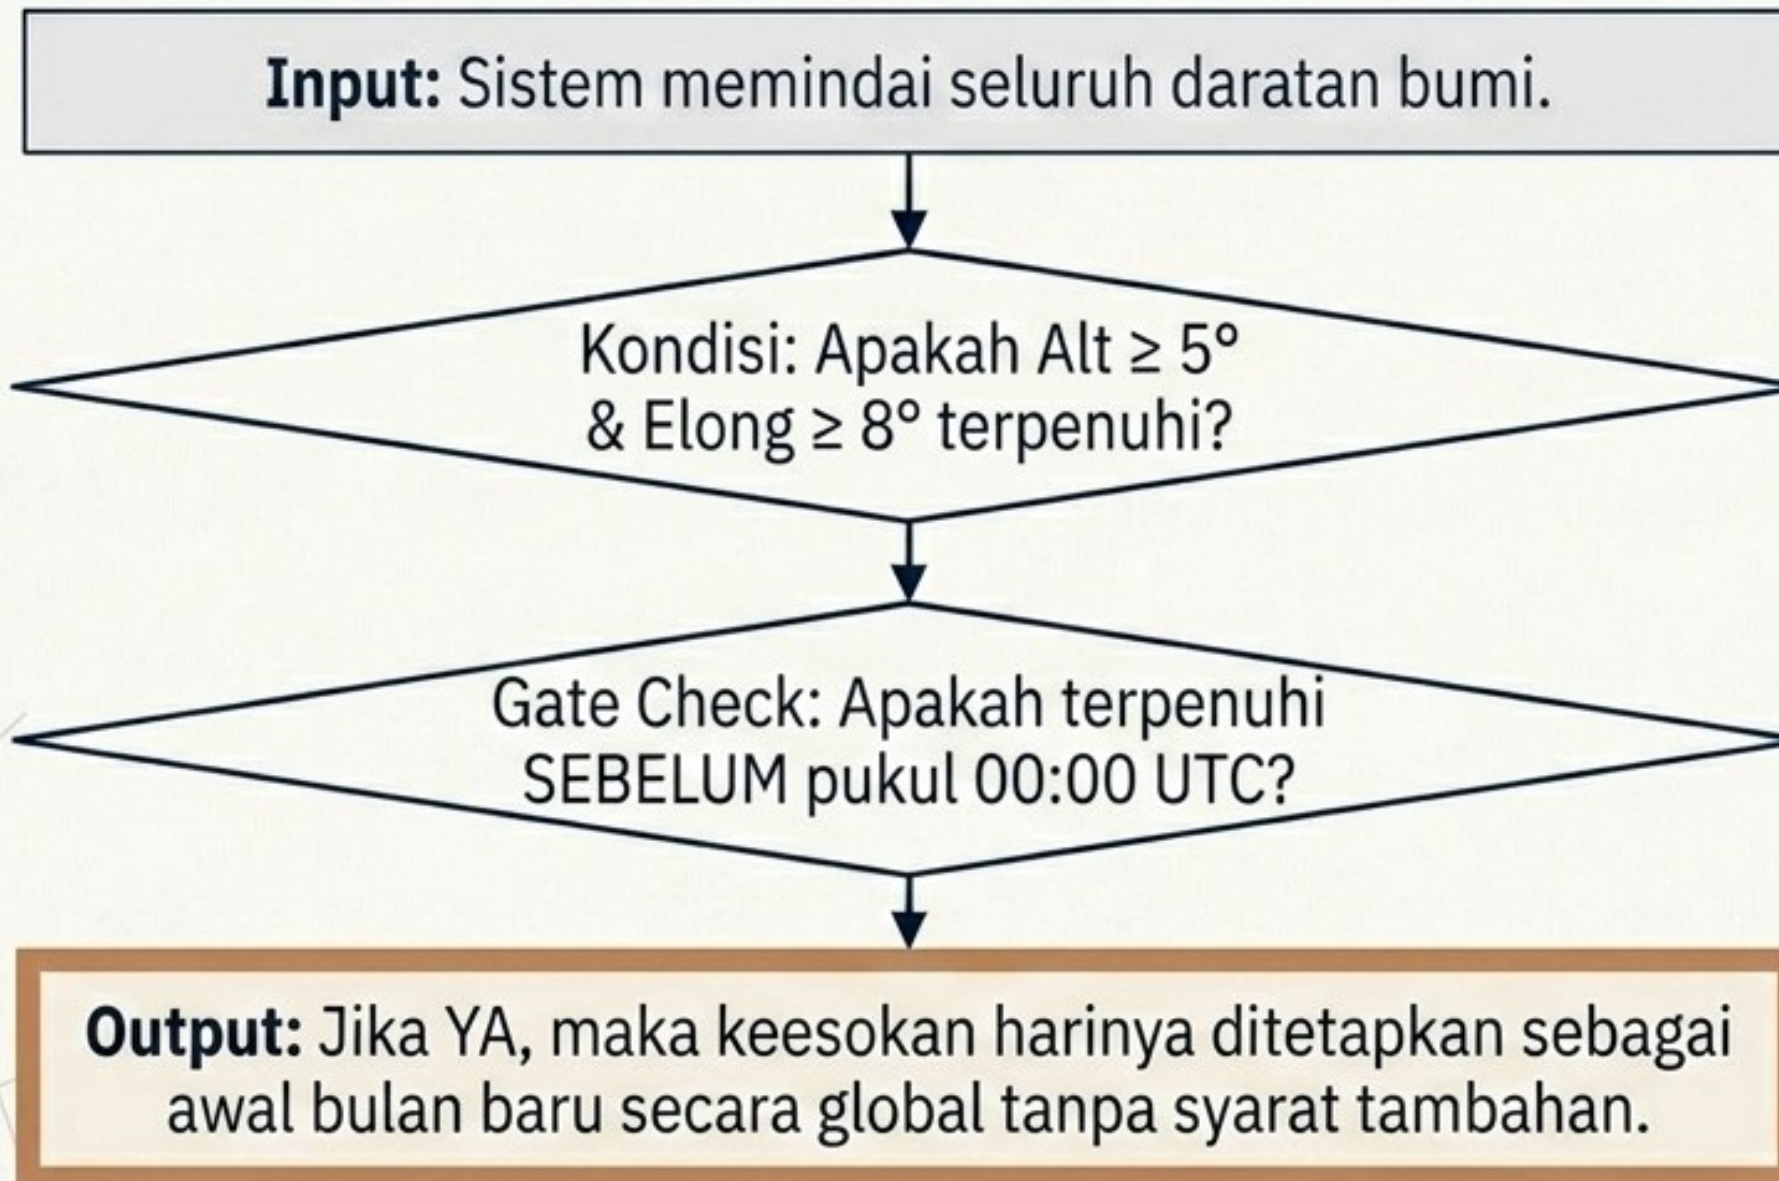 Input: Sistem memindai seluruh daratan bumi.
Kondisi: Apakah Alt ≥ 5°
& Elong ≥ 8° terpenuhi?
Gate Check: Apakah terpenuhi
SEBELUM pukul 00:00 UTC?
Output: Jika YA, maka keesokan harinya ditetapkan sebagai
awal bulan baru secara global tanpa syarat tambahan.